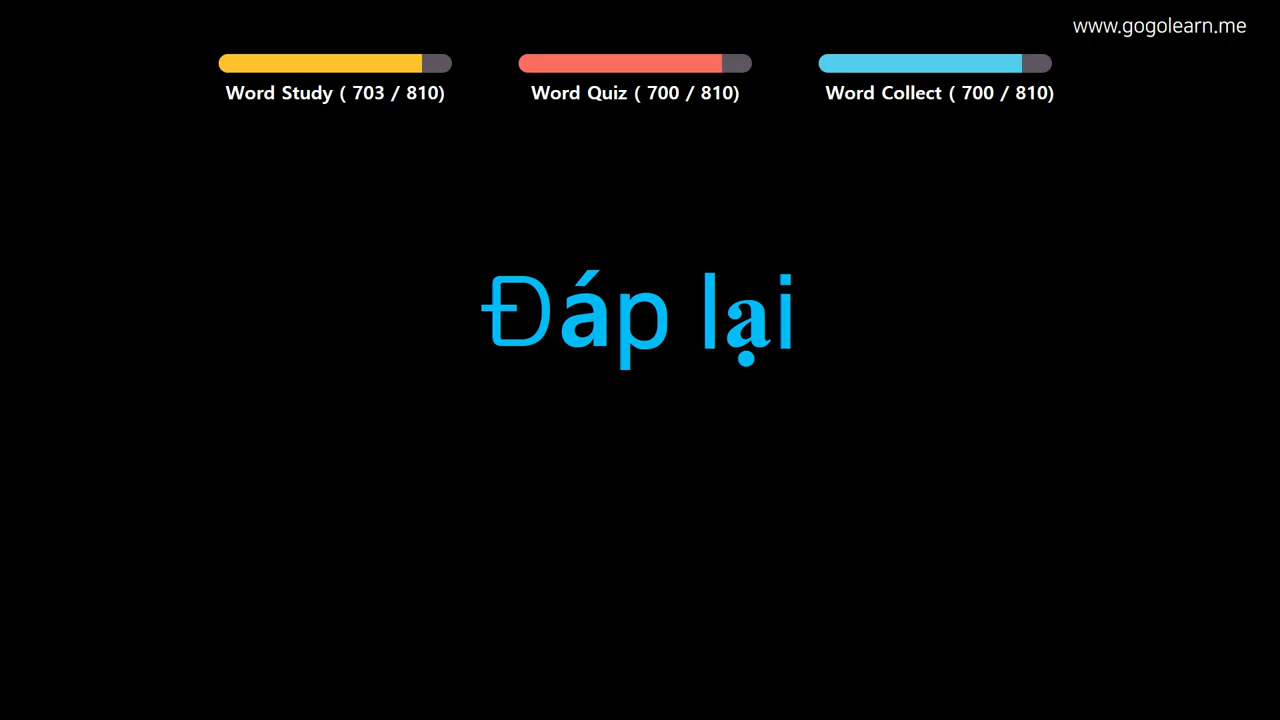 www.gogolearn.me
Word Study ( 703 / 810)
Word Quiz ( 700 / 810)
Word Collect ( 700 / 810)
Đáp lại